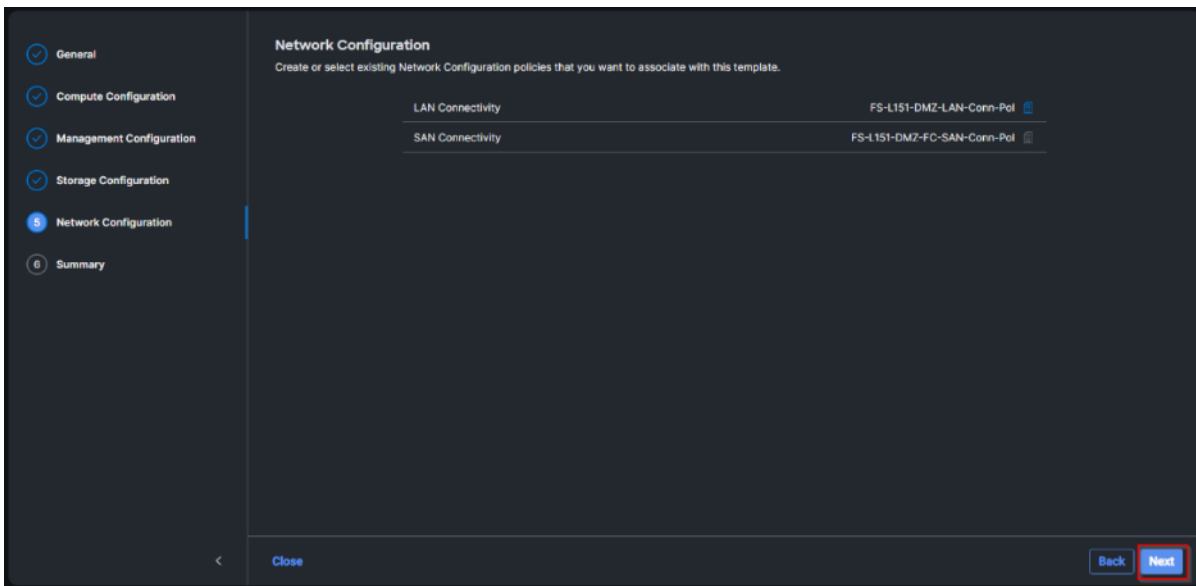 General
Compute Configuration
Management Configuration
Storage Configuration
5 Network Configuration
6 Summary
Network Configuration
Create or select existing Network Configuration policies that you want to associate with this template.
LAN Connectivity FS-L151-DMZ-LAN-Conn-Pol
SAN Connectivity FS-L151-DMZ-FC-SAN-Conn-Pol
Close Back Next